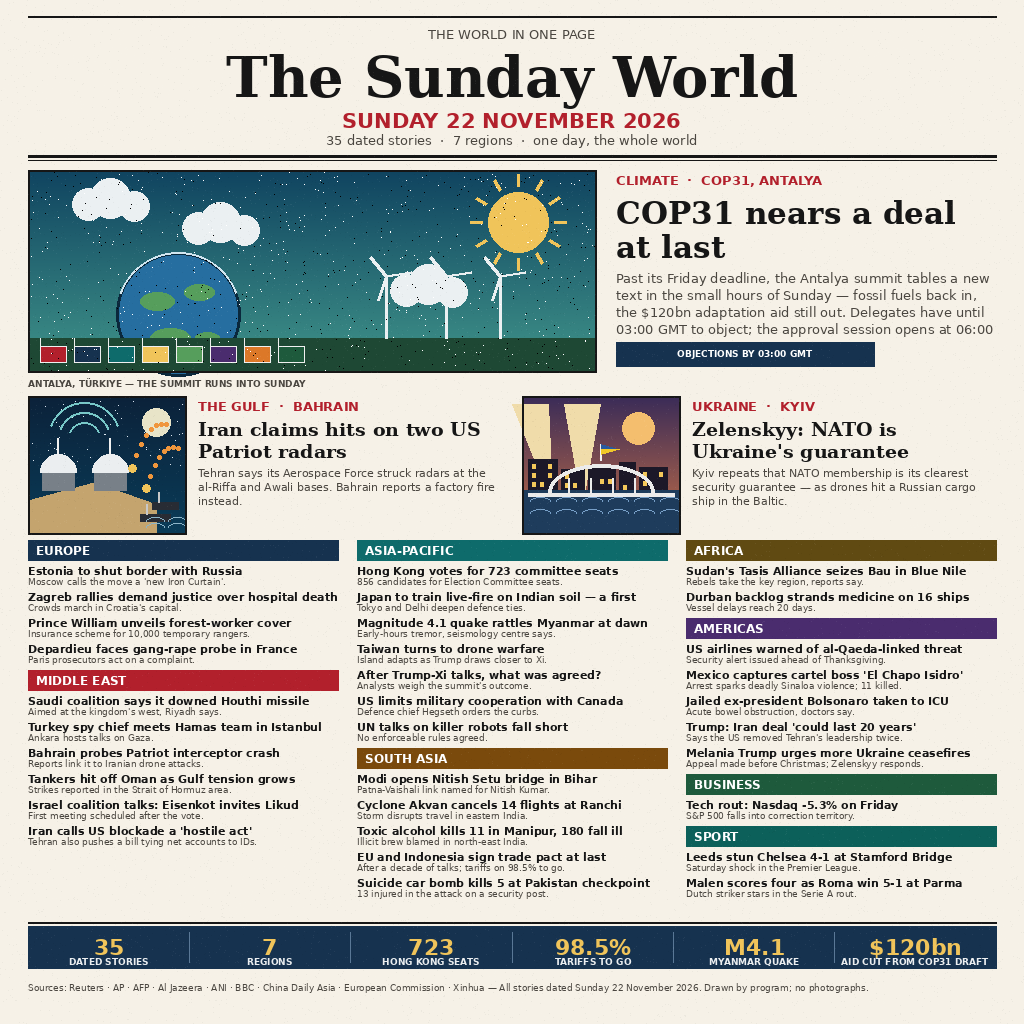 THE WORLD IN ONE PAGE
The Sunday World
SUNDAY 22 NOVEMBER 2026
35 dated stories · 7 regions · one day, the whole world
CLIMATE · COP31, ANTALYA
COP31 nears a deal
at last
Past its Friday deadline, the Antalya summit tables a new
text in the small hours of Sunday — fossil fuels back in,
the $120bn adaptation aid still out. Delegates have until
03:00 GMT to object; the approval session opens at 06:00
OBJECTIONS BY 03:00 GMT
ANTALYA, TÜRKIYE — THE SUMMIT RUNS INTO SUNDAY
THE GULF · BAHRAIN
Iran claims hits on two US
Patriot radars
Tehran says its Aerospace Force struck radars at the
al-Riffa and Awali bases. Bahrain reports a factory fire
instead.
UKRAINE · KYIV
Zelenskyy: NATO is
Ukraine's guarantee
Kyiv repeats that NATO membership is its clearest
security guarantee — as drones hit a Russian cargo
ship in the Baltic.
EUROPE
Estonia to shut border with Russia
Moscow calls the move a 'new Iron Curtain'.
Zagreb rallies demand justice over hospital death
Crowds march in Croatia's capital.
Prince William unveils forest-worker cover
Insurance scheme for 10,000 temporary rangers.
Depardieu faces gang-rape probe in France
Paris prosecutors act on a complaint.
MIDDLE EAST
Saudi coalition says it downed Houthi missile
Aimed at the kingdom's west, Riyadh says.
Turkey spy chief meets Hamas team in Istanbul
Ankara hosts talks on Gaza.
Bahrain probes Patriot interceptor crash
Reports link it to Iranian drone attacks.
Tankers hit off Oman as Gulf tension grows
Strikes reported in the Strait of Hormuz area.
Israel coalition talks: Eisenkot invites Likud
First meeting scheduled after the vote.
Iran calls US blockade a 'hostile act'
Tehran also pushes a bill tying net accounts to IDs.
ASIA-PACIFIC
Hong Kong votes for 723 committee seats
856 candidates for Election Committee seats.
Japan to train live-fire on Indian soil — a first
Tokyo and Delhi deepen defence ties.
Magnitude 4.1 quake rattles Myanmar at dawn
Early-hours tremor, seismology centre says.
Taiwan turns to drone warfare
Island adapts as Trump draws closer to Xi.
After Trump-Xi talks, what was agreed?
Analysts weigh the summit's outcome.
US limits military cooperation with Canada
Defence chief Hegseth orders the curbs.
UN talks on killer robots fall short
No enforceable rules agreed.
SOUTH ASIA
Modi opens Nitish Setu bridge in Bihar
Patna-Vaishali link named for Nitish Kumar.
Cyclone Akvan cancels 14 flights at Ranchi
Storm disrupts travel in eastern India.
Toxic alcohol kills 11 in Manipur, 180 fall ill
Illicit brew blamed in north-east India.
EU and Indonesia sign trade pact at last
After a decade of talks; tariffs on 98.5% to go.
Suicide car bomb kills 5 at Pakistan checkpoint
13 injured in the attack on a security post.
AFRICA
Sudan's Tasis Alliance seizes Bau in Blue Nile
Rebels take the key region, reports say.
Durban backlog strands medicine on 16 ships
Vessel delays reach 20 days.
AMERICAS
US airlines warned of al-Qaeda-linked threat
Security alert issued ahead of Thanksgiving.
Mexico captures cartel boss 'El Chapo Isidro'
Arrest sparks deadly Sinaloa violence; 11 killed.
Jailed ex-president Bolsonaro taken to ICU
Acute bowel obstruction, doctors say.
Trump: Iran deal 'could last 20 years'
Says the US removed Tehran's leadership twice.
Melania Trump urges more Ukraine ceasefires
Appeal made before Christmas; Zelenskyy responds.
BUSINESS
Tech rout: Nasdaq -5.3% on Friday
S&P 500 falls into correction territory.
SPORT
Leeds stun Chelsea 4-1 at Stamford Bridge
Saturday shock in the Premier League.
Malen scores four as Roma win 5-1 at Parma
Dutch striker stars in the Serie A rout.
35
DATED STORIES
7
REGIONS
723
HONG KONG SEATS
98.5%
TARIFFS TO GO
M4.1
MYANMAR QUAKE
$120bn
AID CUT FROM COP31 DRAFT
Sources: Reuters · AP · AFP · Al Jazeera · ANI · BBC · China Daily Asia · European Commission · Xinhua — All stories dated Sunday 22 November 2026. Drawn by program; no photographs.